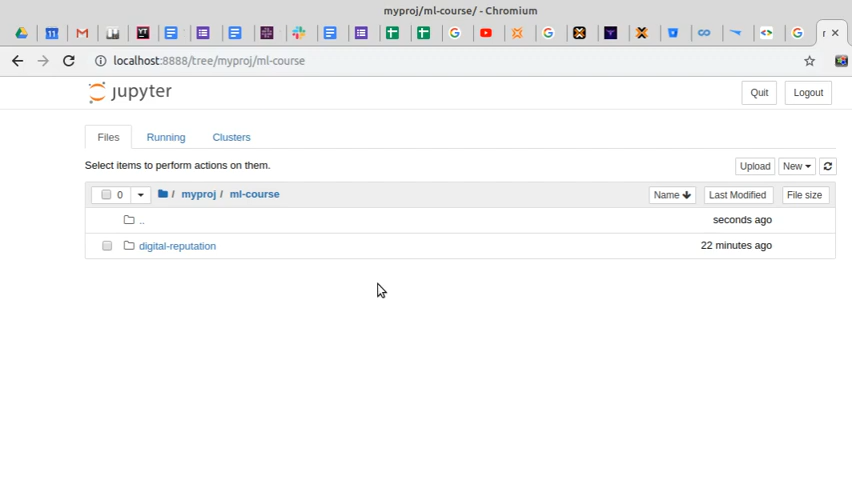 myproj/ml-course/ - Chromium
localhost:8888/tree/myproj/ml-course
jupyter
Quit
Logout
Files
Running
Clusters
Select items to perform actions on them.
Upload
New
0
/ myproj / ml-course
Name
Last Modified
File size
..
seconds ago
digital-reputation
22 minutes ago